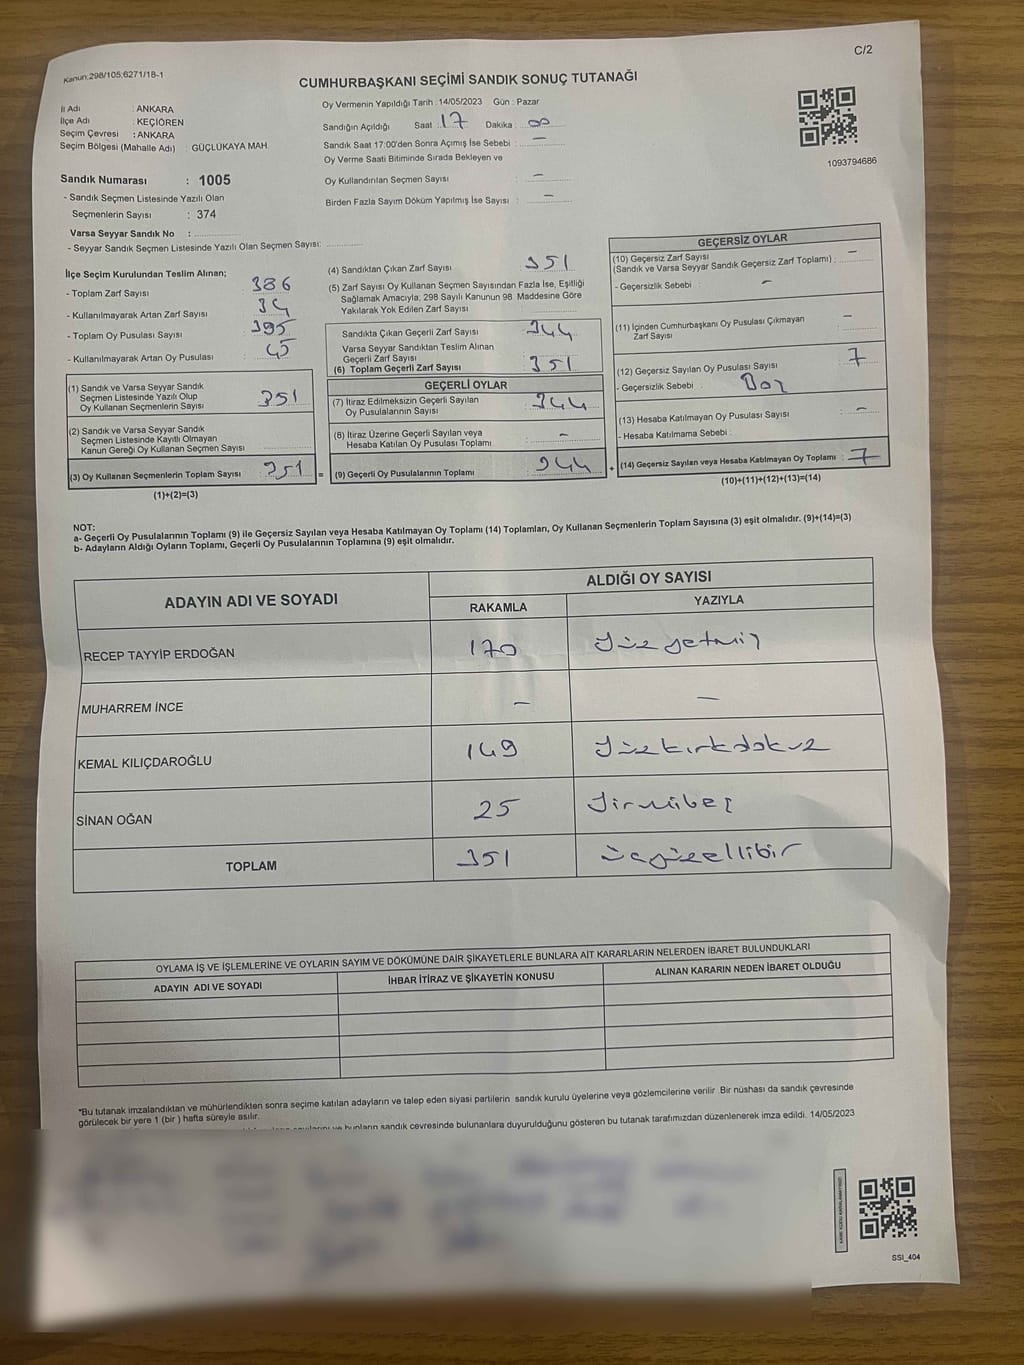 C/2
Kanun:298/105;6271/18-1
CUMHURBAŞKANI SEÇİMİ SANDIK SONUÇ TUTANAĞI
İl Adı : ANKARA
İlçe Adı : KEÇİÖREN
Seçim Çevresi : ANKARA
Seçim Bölgesi (Mahalle Adı) : GÜÇLÜKAYA MAH.
Sandık Numarası : 1005
- Sandık Seçmen Listesinde Yazılı Olan
Seçmenlerin Sayısı : 374
Varsa Seyyar Sandık No :
- Seyyar Sandık Seçmen Listesinde Yazılı Olan Seçmen Sayısı:
Oy Vermenin Yapıldığı Tarih : 14/05/2023 Gün : Pazar
Sandığın Açıldığı Saat : 17 Dakika : 00
Sandık Saat 17:00'den Sonra Açımış İse Sebebi : -
Oy Verme Saati Bitiminde Sırada Bekleyen ve
Oy Kullandırılan Seçmen Sayısı : -
Birden Fazla Sayım Döküm Yapılmış İse Sayısı : -
1093794686
İlçe Seçim Kurulundan Teslim Alınan;
- Toplam Zarf Sayısı : 386
- Kullanılmayarak Artan Zarf Sayısı : 34
- Toplam Oy Pusulası Sayısı : 395
- Kullanılmayarak Artan Oy Pusulası : 45
(1) Sandık ve Varsa Seyyar Sandık
Seçmen Listesinde Yazılı Olup
Oy Kullanan Seçmenlerin Sayısı : 351
(2) Sandık ve Varsa Seyyar Sandık
Seçmen Listesinde Kayıtlı Olmayan
Kanun Gereği Oy Kullanan Seçmen Sayısı :
(3) Oy Kullanan Seçmenlerin Toplam Sayısı : 351 =
(1)+(2)=(3)
(4) Sandıktan Çıkan Zarf Sayısı : 351
(5) Zarf Sayısı Oy Kullanan Seçmen Sayısından Fazla İse, Eşitliği
Sağlamak Amacıyla; 298 Sayılı Kanunun 98. Maddesine Göre
Yakılarak Yok Edilen Zarf Sayısı :
Sandıkta Çıkan Geçerli Zarf Sayısı : 344
Varsa Seyyar Sandıktan Teslim Alınan
Geçerli Zarf Sayısı
(6) Toplam Geçerli Zarf Sayısı : 351
GEÇERLİ OYLAR
(7) İtiraz Edilmeksizin Geçerli Sayılan
Oy Pusulalarının Sayısı : 344
(8) İtiraz Üzerine Geçerli Sayılan veya
Hesaba Katılan Oy Pusulası Toplamı : -
(9) Geçerli Oy Pusulalarının Toplamı : 344 +
GEÇERSİZ OYLAR
(10) Geçersiz Zarf Sayısı
(Sandık ve Varsa Seyyar Sandık Geçersiz Zarf Toplamı) : -
- Geçersizlik Sebebi : -
(11) İçinden Cumhurbaşkanı Oy Pusulası Çıkmayan
Zarf Sayısı : -
(12) Geçersiz Sayılan Oy Pusulası Sayısı : 7
- Geçersizlik Sebebi :
(13) Hesaba Katılmayan Oy Pusulası Sayısı : -
- Hesaba Katılmama Sebebi :
(14) Geçersiz Sayılan veya Hesaba Katılmayan Oy Toplamı : 7
(10)+(11)+(12)+(13)=(14)
NOT:
a- Geçerli Oy Pusulalarının Toplamı (9) ile Geçersiz Sayılan veya Hesaba Katılmayan Oy Toplamı (14) Toplamları, Oy Kullanan Seçmenlerin Toplam Sayısına (3) eşit olmalıdır. (9)+(14)=(3)
b- Adayların Aldığı Oyların Toplamı, Geçerli Oy Pusulalarının Toplamına (9) eşit olmalıdır.
ADAYIN ADI VE SOYADI ALDIĞI OY SAYISI
RAKAMLA YAZIYLA
RECEP TAYYİP ERDOĞAN 170 Yüz yetmiş
MUHARREM İNCE - -
KEMAL KILIÇDAROĞLU 149 Yüzkırkdokuz
SİNAN OĞAN 25 Yirmibeş
TOPLAM 351 üçyüzellibir
OYLAMA İŞ VE İŞLEMLERİNE VE OYLARIN SAYIM VE DÖKÜMÜNE DAİR ŞİKAYETLERLE BUNLARA AİT KARARLARIN NELERDEN İBARET BULUNDUKLARI
ADAYIN ADI VE SOYADI İHBAR İTİRAZ VE ŞİKAYETİN KONUSU ALINAN KARARIN NEDEN İBARET OLDUĞU
*Bu tutanak imzalandıktan ve mühürlendikten sonra seçime katılan adayların ve talep eden siyasi partilerin sandık kurulu üyelerine veya gözlemcilerine verilir. Bir nüshası da sandık çevresinde
görülecek bir yere 1 (bir ) hafta süreyle asılır.
sandık çevresinde bulunanlara duyurulduğunu gösteren bu tutanak tarafımızdan düzenlenerek imza edildi. 14/05/2023
SSI_404